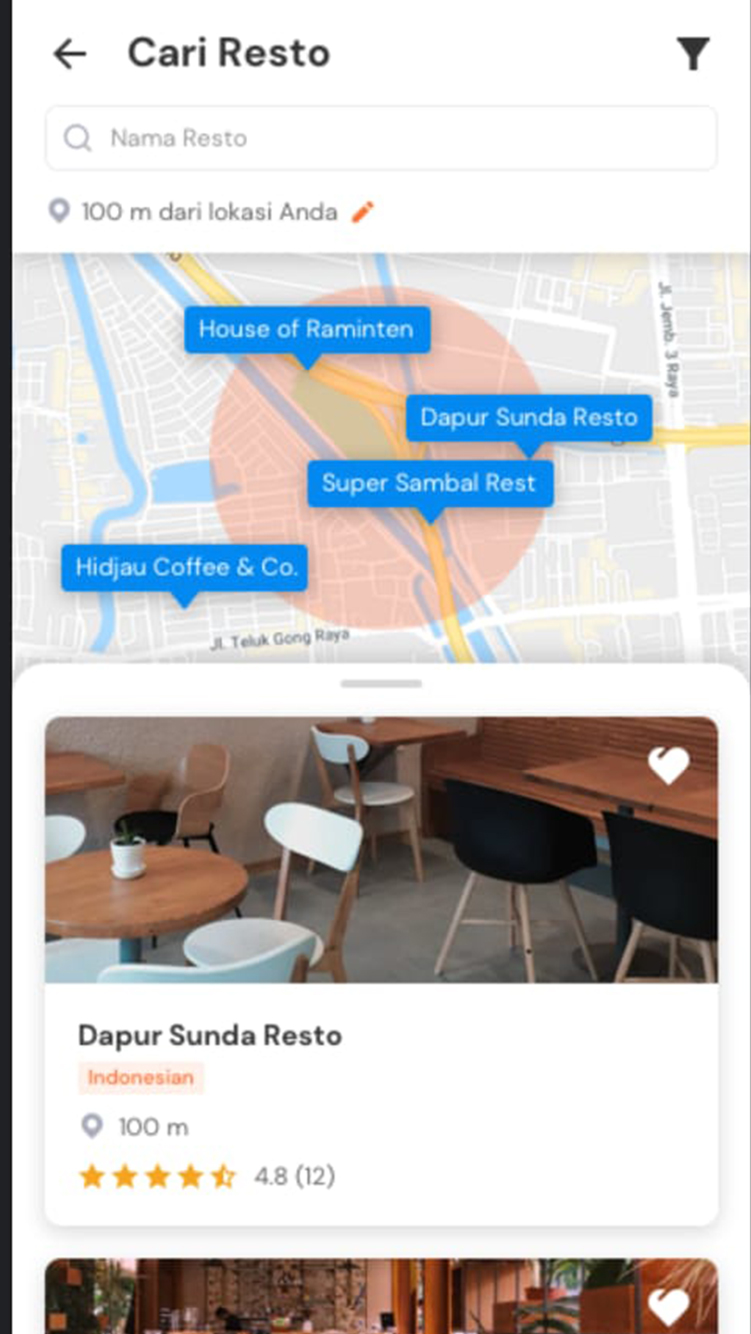 Cari Resto
Nama Resto
100 m dari lokasi Anda
House of Raminten
Jl. Jemb. 3 Raya
Dapur Sunda Resto
Super Sambal Rest
Hidjau Coffee & Co.
Jl. Teluk Gong Raya
Dapur Sunda Resto
Indonesian
100 m
4.8 (12)